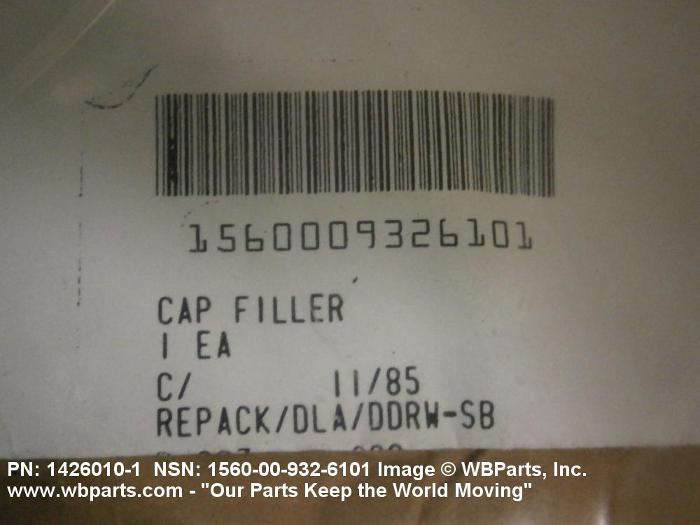 1560009326101
CAP FILLER
1 EA
C/ 11/85
REPACK/DLA/DDRW-SB
PN: 1426010-1 NSN: 1560-00-932-6101 Image © WBParts, Inc.
www.wbparts.com - "Our Parts Keep the World Moving"